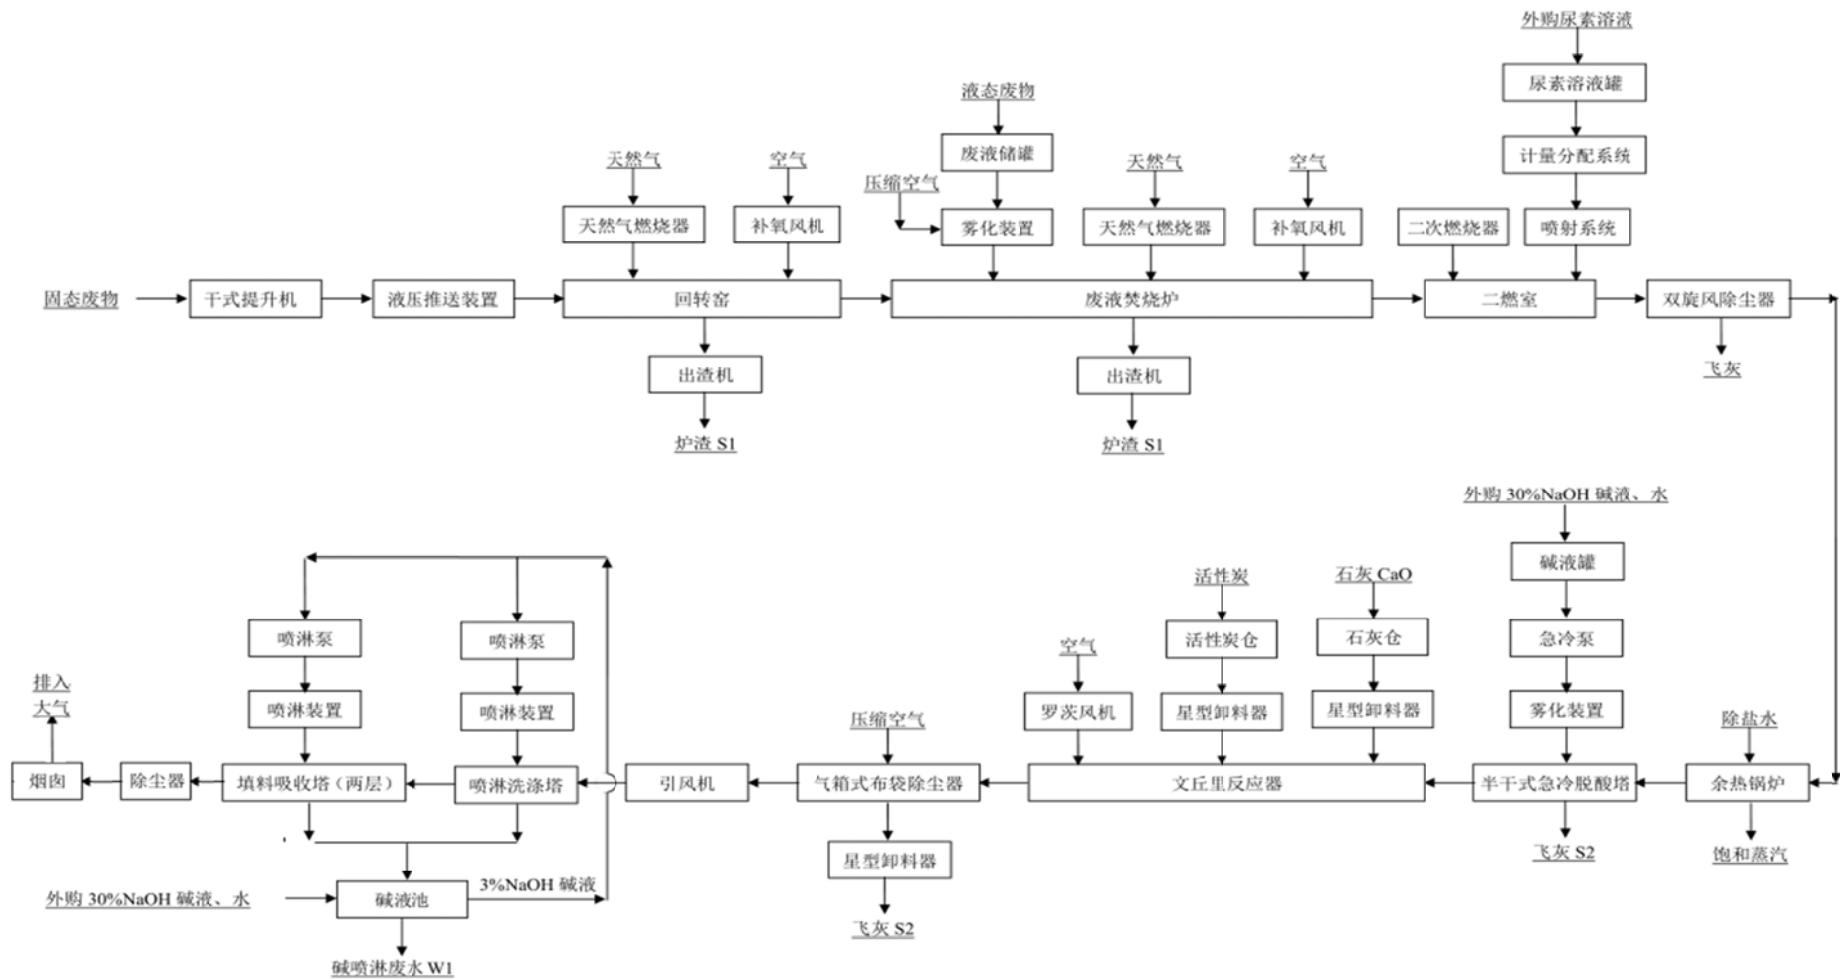 外购尿素溶液
尿素溶液罐
液态废物
废液储罐
天然气
空气
天然气
空气
计量分配系统
压缩空气
天然气燃烧器
补氧风机
雾化装置
天然气燃烧器
补氧风机
二次燃烧器
喷射系统
固态废物
干式提升机
液压推送装置
回转窑
废液焚烧炉
二燃室
双旋风除尘器
出渣机
出渣机
飞灰
炉渣 S1
炉渣 S1
外购 30%NaOH 碱液、水
碱液罐
活性炭
石灰 CaO
喷淋泵
喷淋泵
空气
活性炭仓
石灰仓
急冷泵
排入
大气
喷淋装置
喷淋装置
压缩空气
罗茨风机
星型卸料器
星型卸料器
雾化装置
除盐水
烟囱
除尘器
填料吸收塔（两层）
喷淋洗涤塔
引风机
气箱式布袋除尘器
文丘里反应器
半干式急冷脱酸塔
余热锅炉
星型卸料器
飞灰 S2
饱和蒸汽
外购 30%NaOH 碱液、水
碱液池
3%NaOH 碱液
飞灰 S2
碱喷淋废水 W1